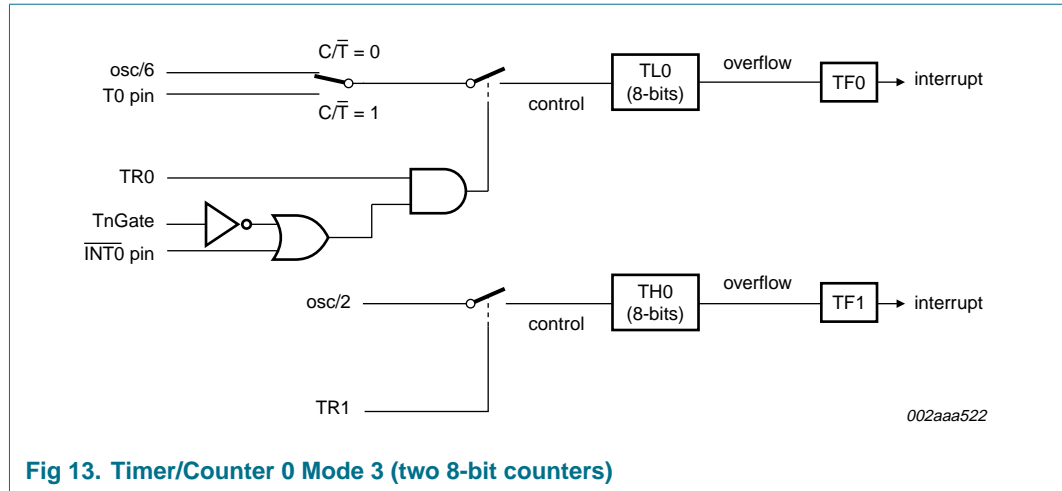 C/T̅ = 0
osc/6
T0 pin
C/T̅ = 1
control
TL0
(8-bits)
overflow
TF0
interrupt
TR0
TnGate
I̅N̅T̅0̅ pin
osc/2
control
TH0
(8-bits)
overflow
TF1
interrupt
TR1
002aaa522
Fig 13. Timer/Counter 0 Mode 3 (two 8-bit counters)